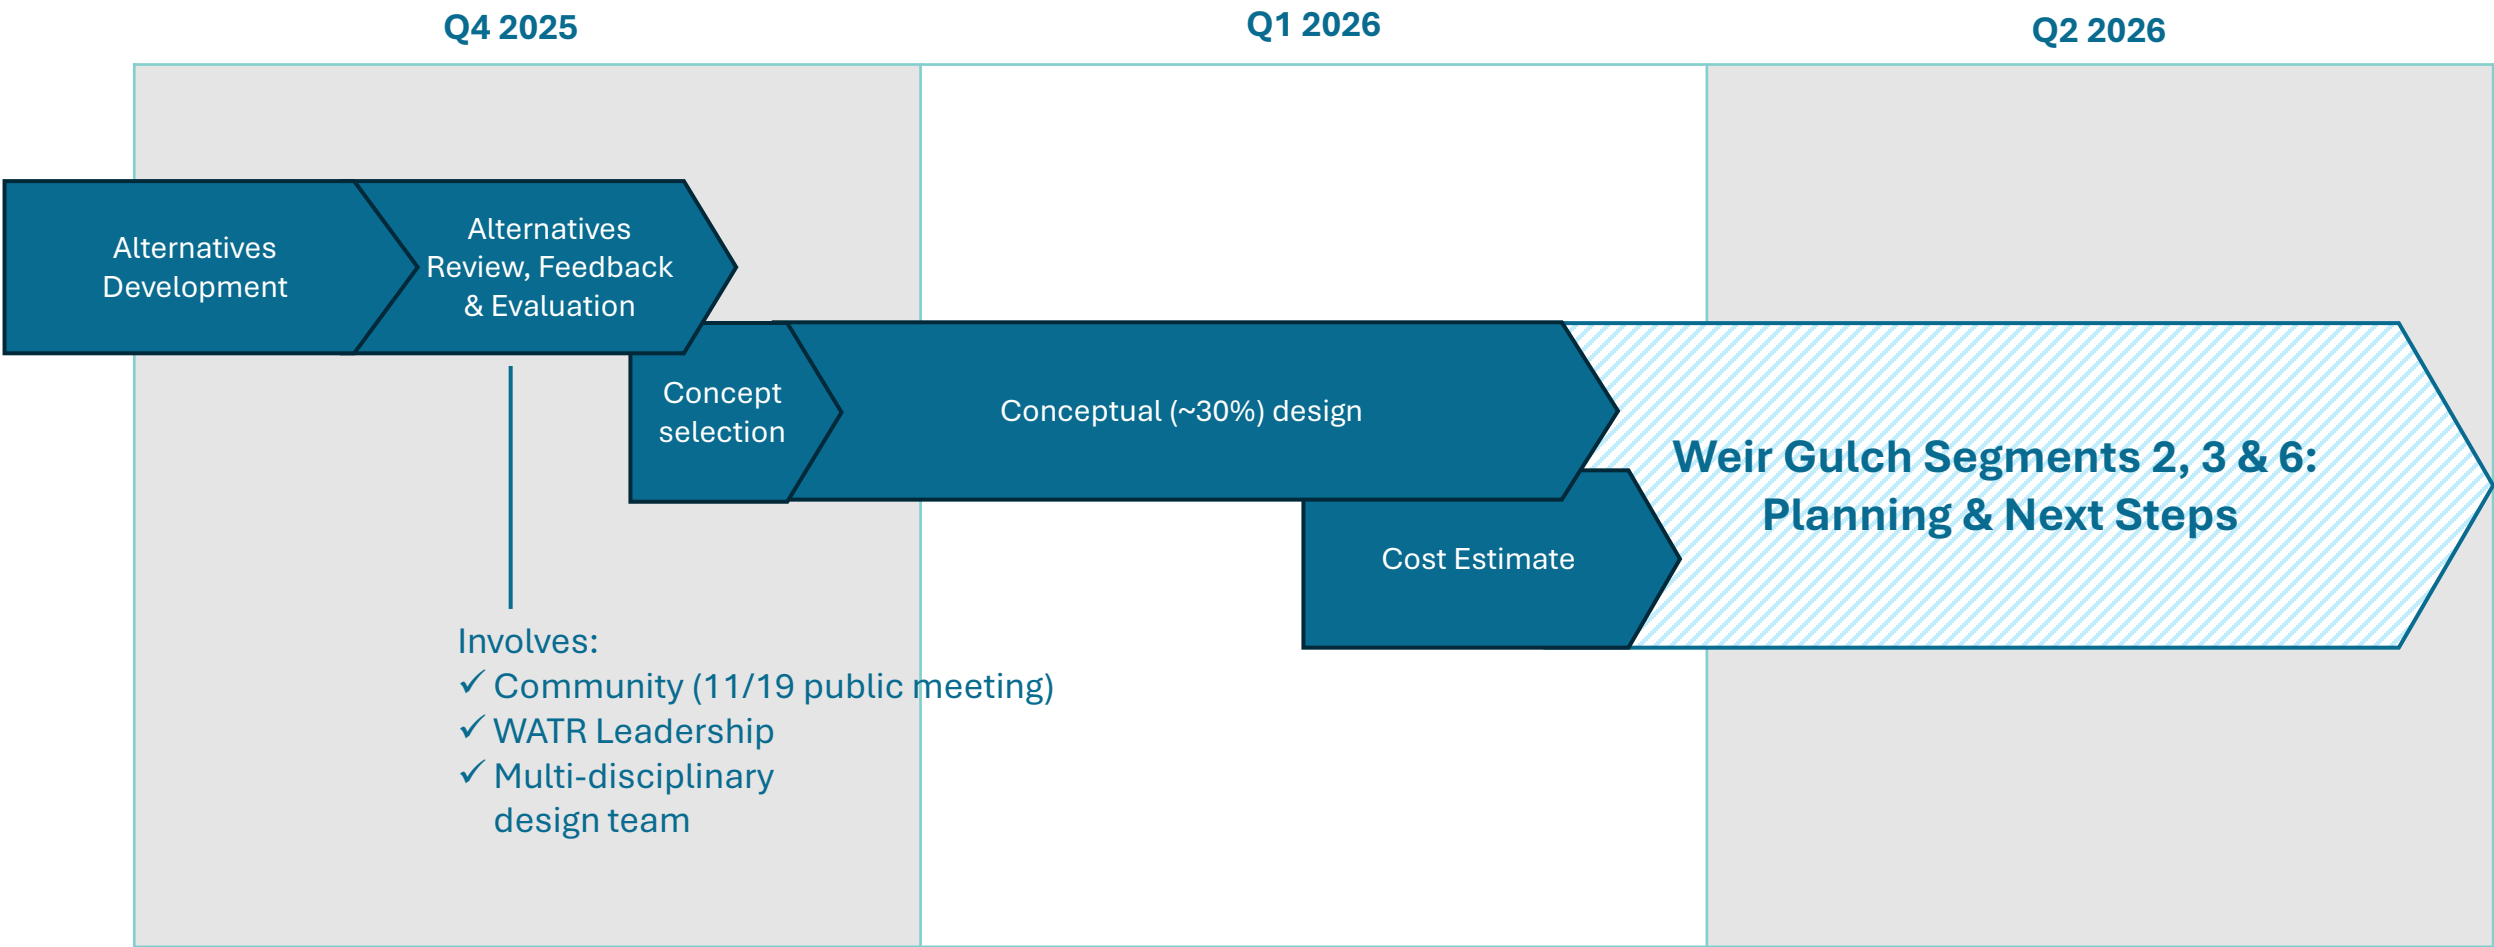 Q4 2025
Q1 2026
Q2 2026
Alternatives
Development
Alternatives
Review, Feedback
& Evaluation
Concept
selection
Conceptual (~30%) design
Cost Estimate
Weir Gulch Segments 2, 3 & 6:
Planning & Next Steps
Involves:
✓ Community (11/19 public meeting)
✓ WATR Leadership
✓ Multi-disciplinary
design team